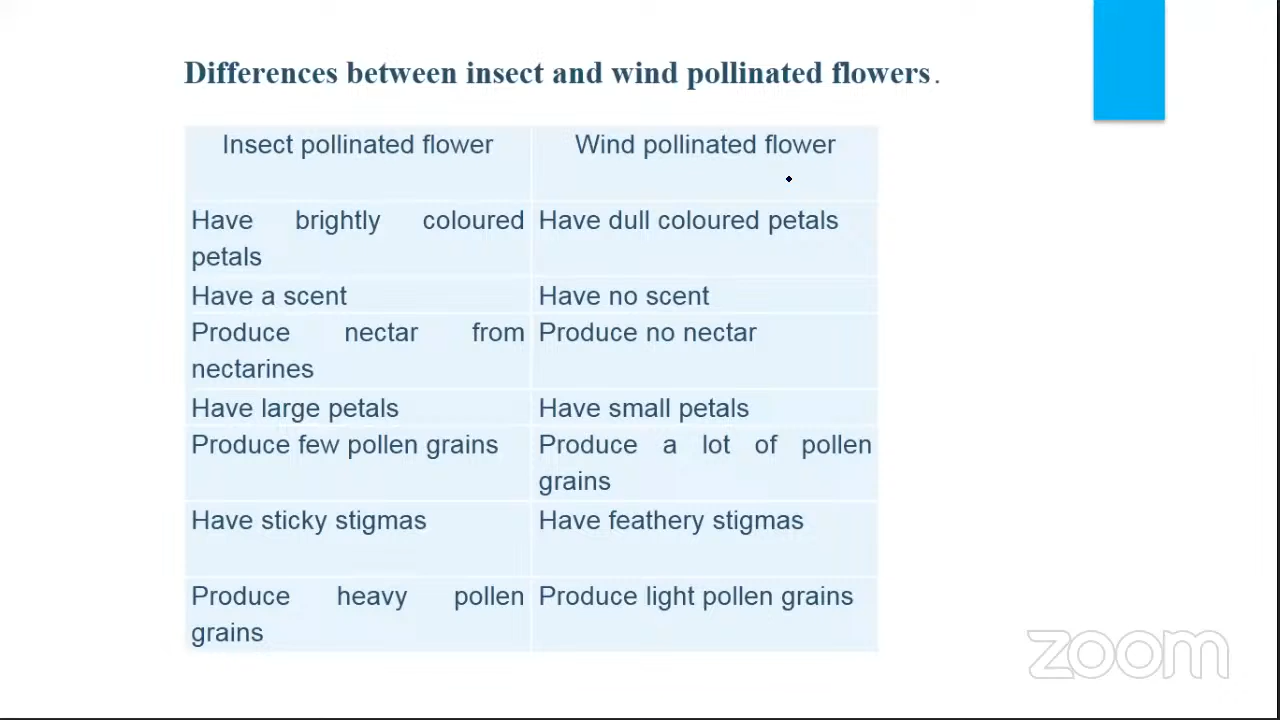 Differences between insect and wind pollinated flowers.
Insect pollinated flower
Wind pollinated flower
Have brightly coloured
petals
Have dull coloured petals
Have a scent
Have no scent
Produce nectar from
nectarines
Produce no nectar
Have large petals
Have small petals
Produce few pollen grains
Produce a lot of pollen
grains
Have sticky stigmas
Have feathery stigmas
Produce heavy pollen
grains
Produce light pollen grains
zoom